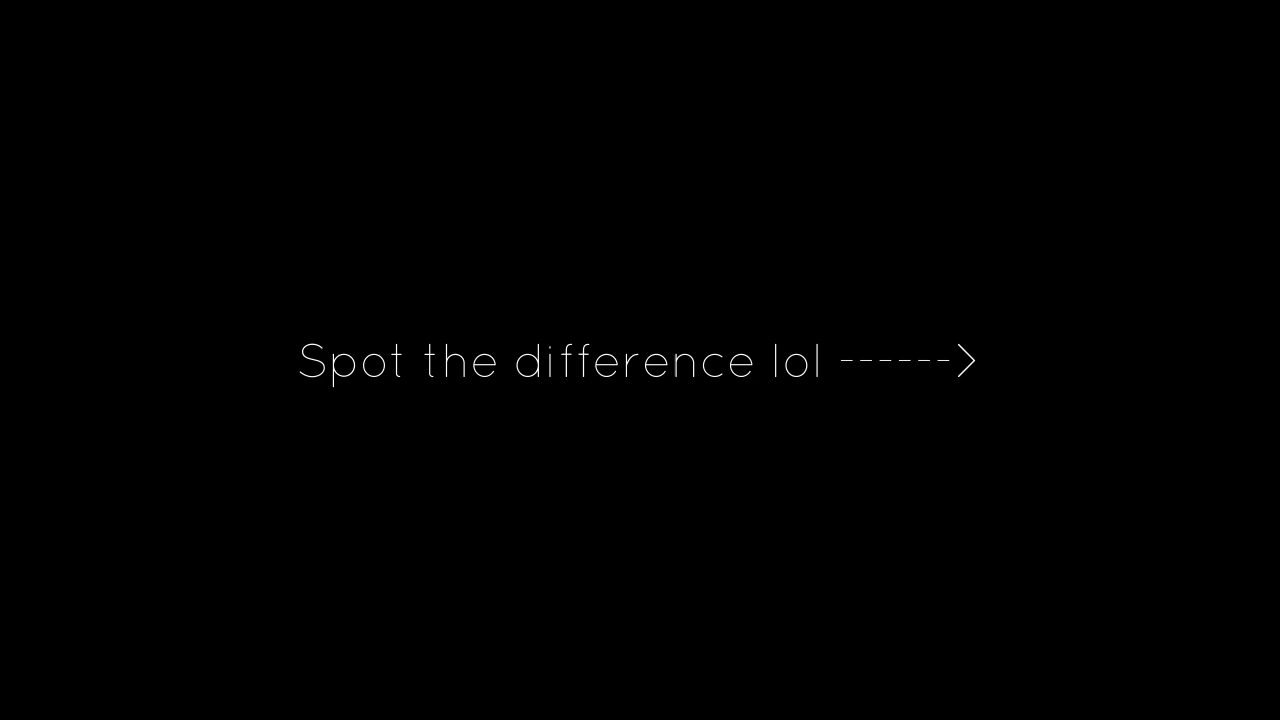 Spot the difference lol ------>